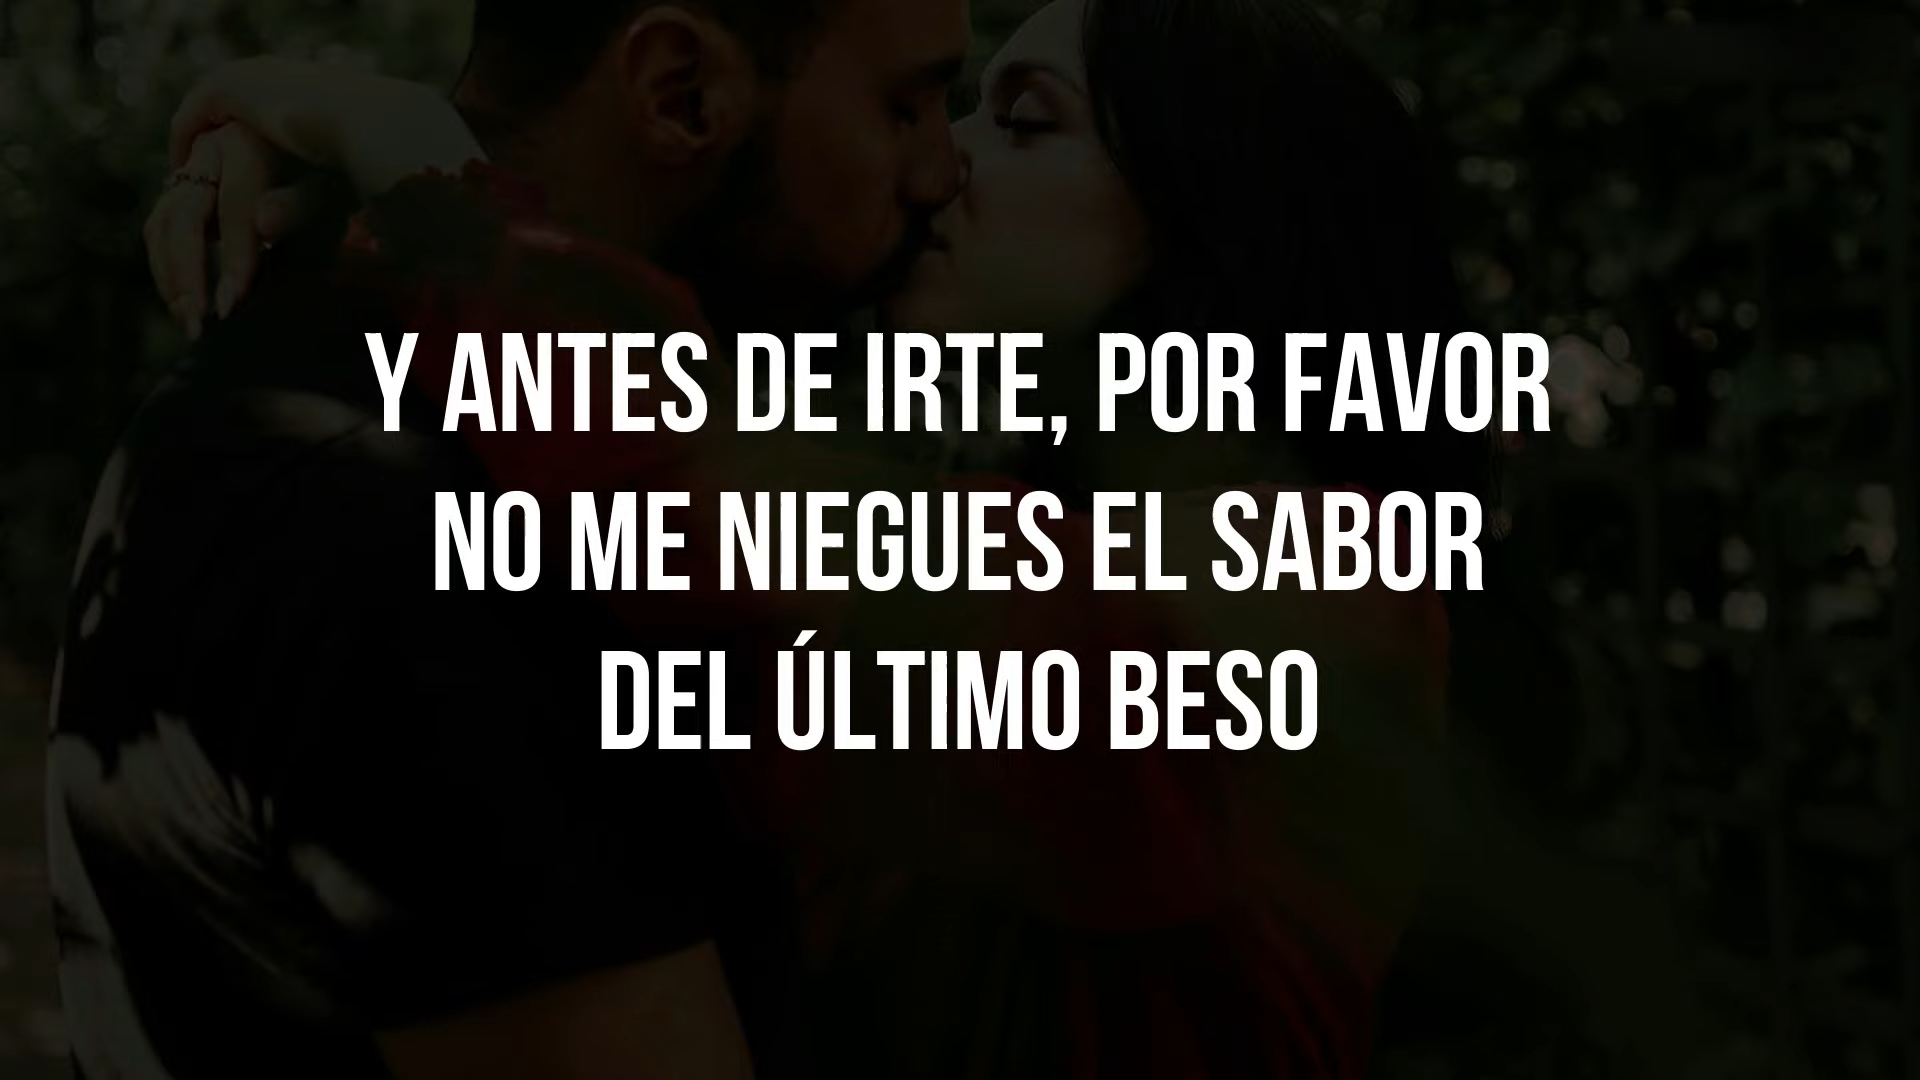 Y ANTES DE IRTE, POR FAVOR
NO ME NIEGUES EL SABOR
DEL ÚLTIMO BESO